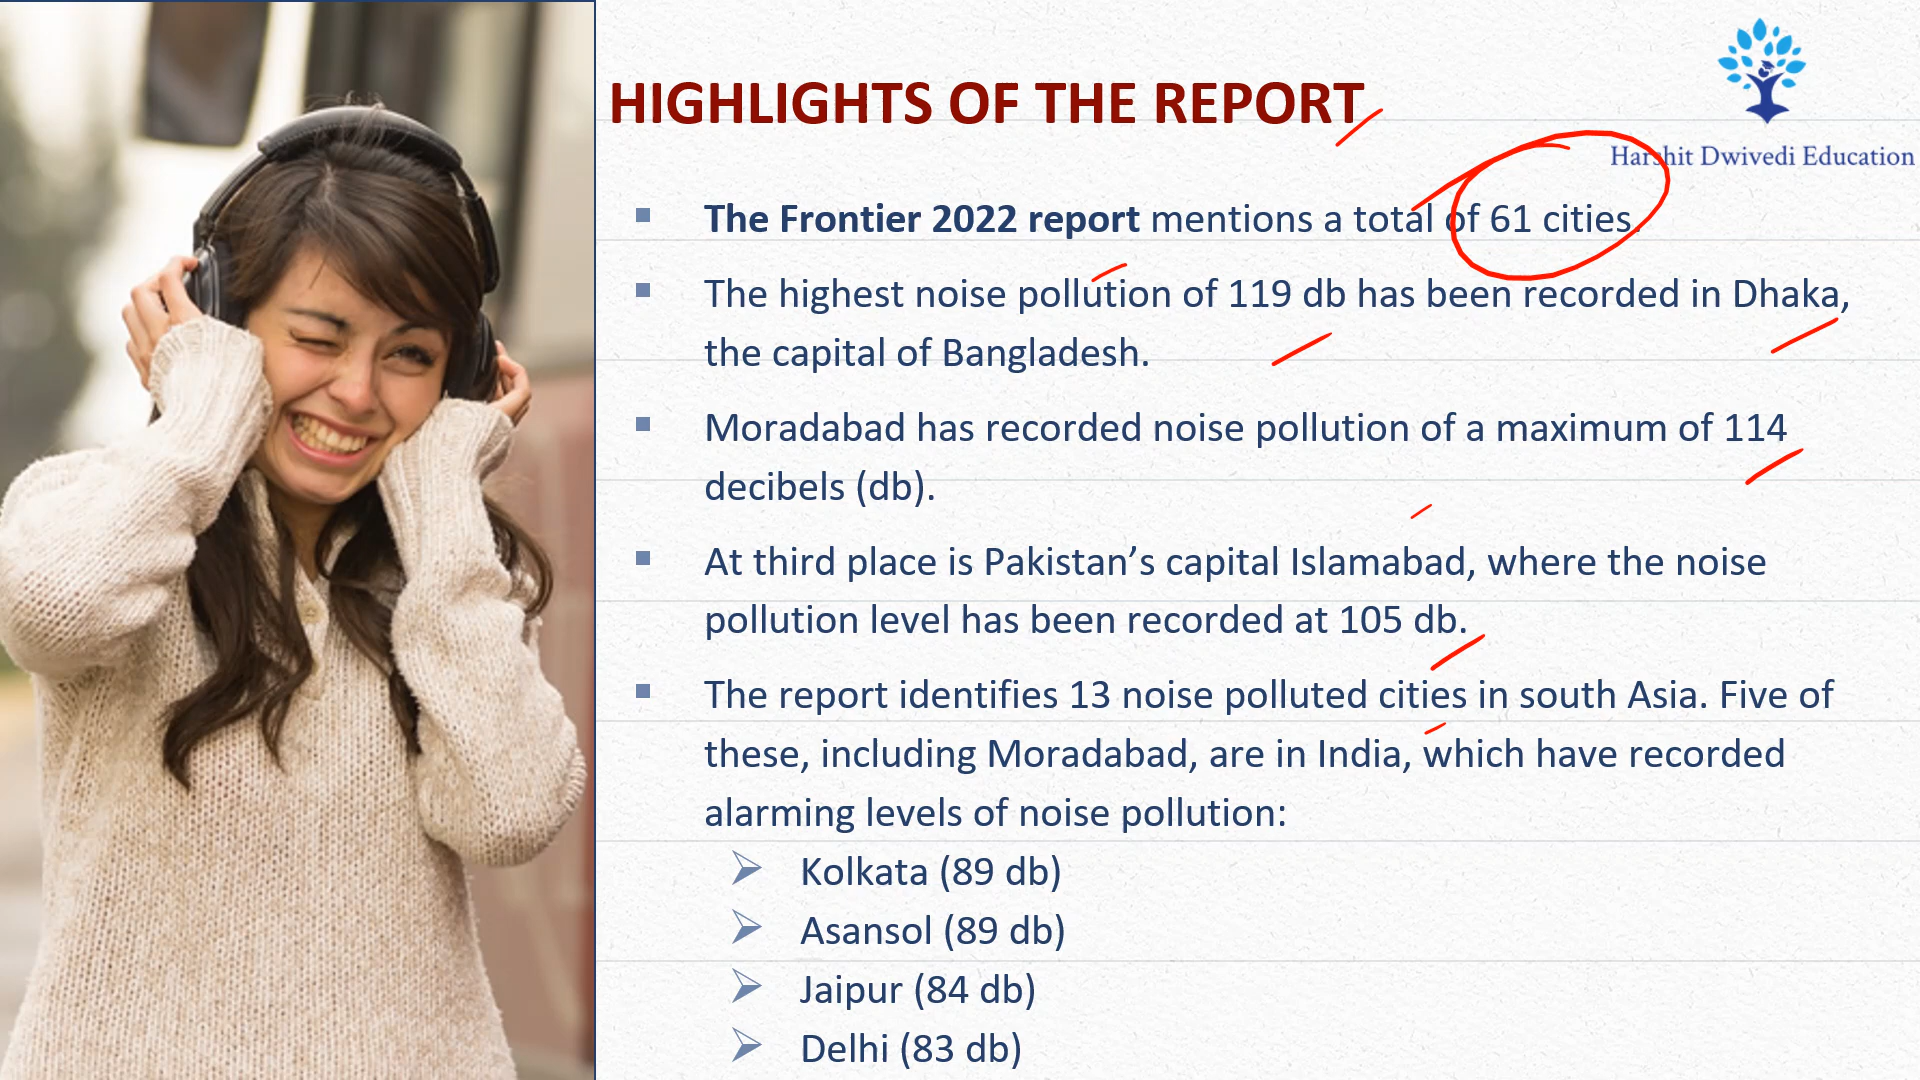 HIGHLIGHTS OF THE REPORT
Harshit Dwivedi Education
The Frontier 2022 report mentions a total of 61 cities.
The highest noise pollution of 119 db has been recorded in Dhaka,
the capital of Bangladesh.
Moradabad has recorded noise pollution of a maximum of 114
decibels (db).
At third place is Pakistan’s capital Islamabad, where the noise
pollution level has been recorded at 105 db.
The report identifies 13 noise polluted cities in south Asia. Five of
these, including Moradabad, are in India, which have recorded
alarming levels of noise pollution:
Kolkata (89 db)
Asansol (89 db)
Jaipur (84 db)
Delhi (83 db)